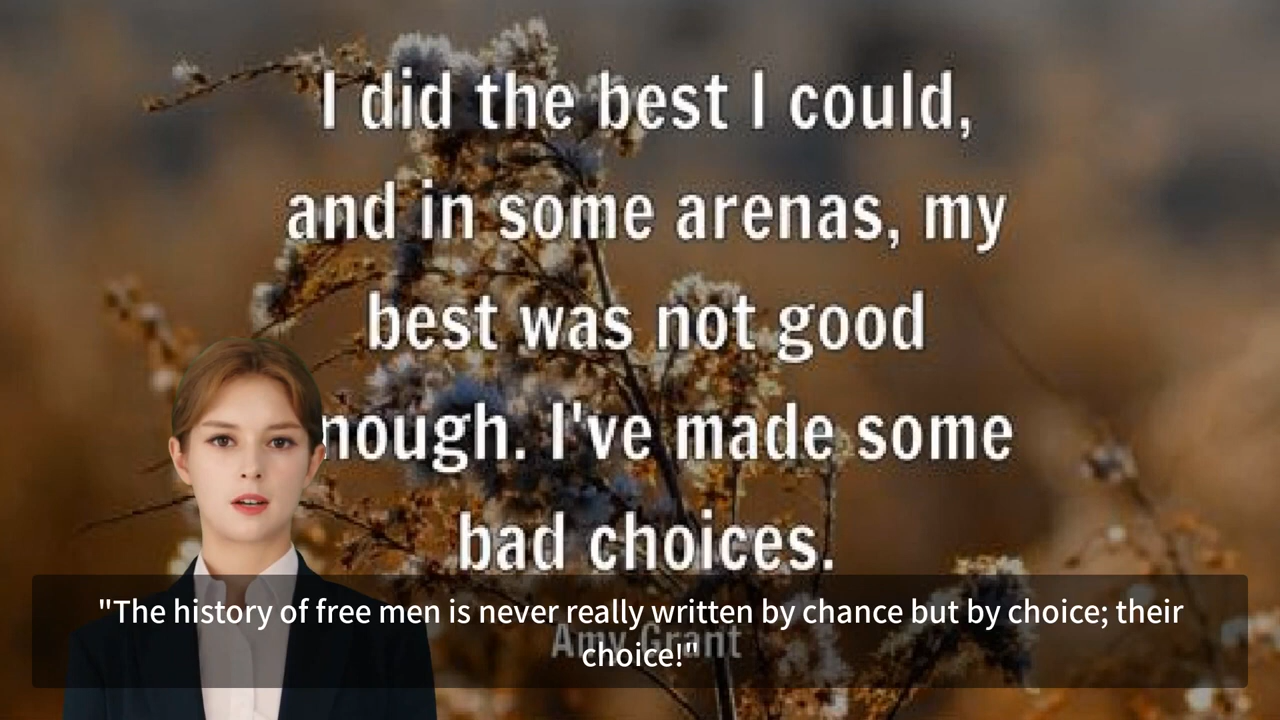 I did the best I could,
and in some arenas, my
best was not good
nough. I've made some
bad choices.
"The history of free men is never really written by chance but by choice; their
choice!"
Amy Grant